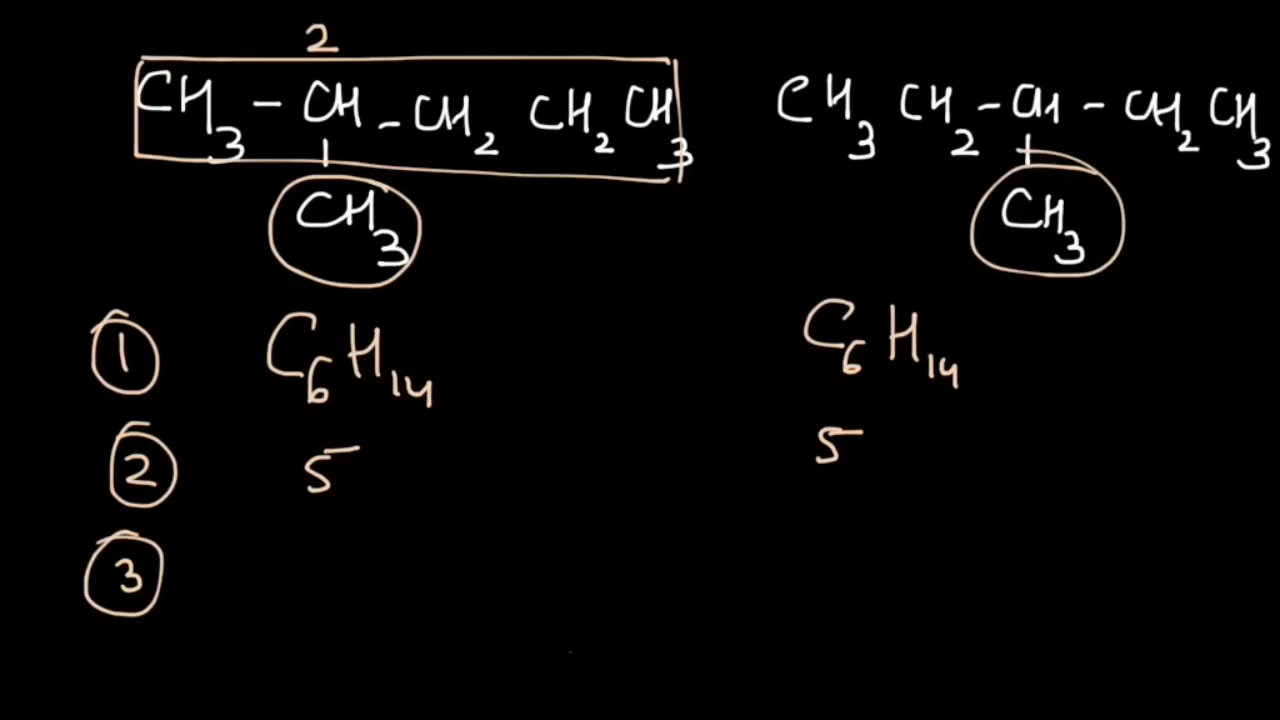 2
CH₃ – CH – CH₂ CH₂ CH₃ CH₃ CH₂ – CH – CH₂ CH₃
CH₃ CH₃
1 C₆H₁₄ C₆H₁₄
2 5 5
3